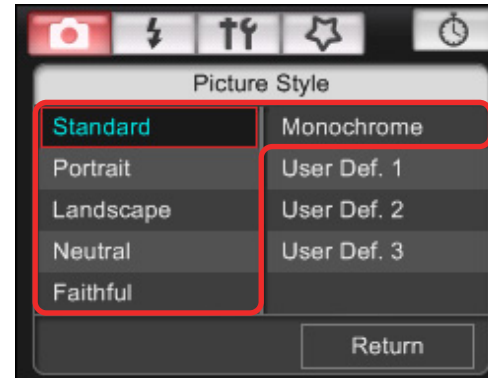 Picture Style
Standard
Monochrome
Portrait
User Def. 1
Landscape
User Def. 2
Neutral
User Def. 3
Faithful
Return